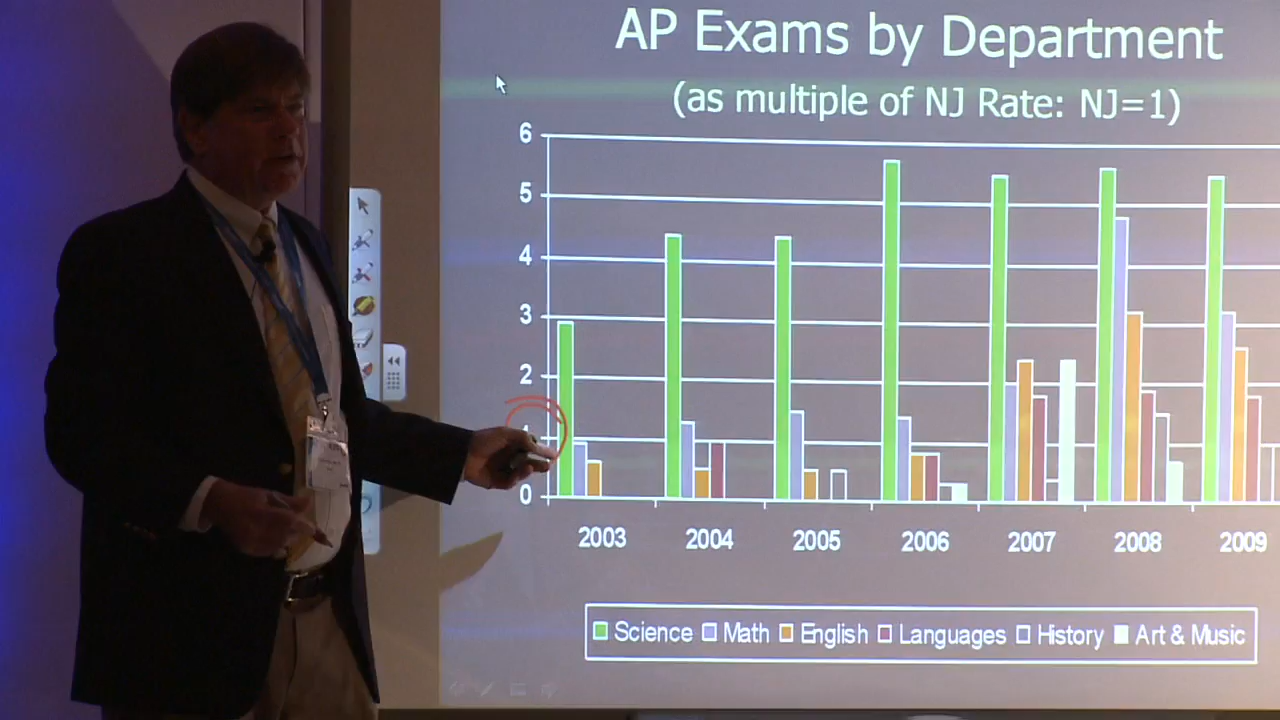 AP Exams by Department
(as multiple of NJ Rate: NJ=1)
6
5
4
3
2
1
0
2003 2004 2005 2006 2007 2008 2009
Science Math English Languages History Art & Music